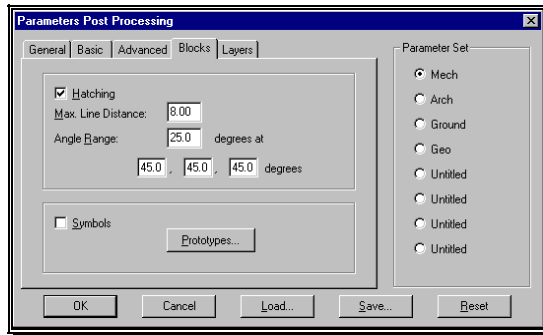 Parameters Post Processing
General Basic Advanced Blocks Layers
Hatching
Max. Line Distance: 8.00
Angle Range: 25.0 degrees at
45.0 , 45.0 , 45.0 degrees
Symbols
Prototypes...
Parameter Set
Mech
Arch
Ground
Geo
Untitled
Untitled
Untitled
Untitled
OK Cancel Load... Save... Reset